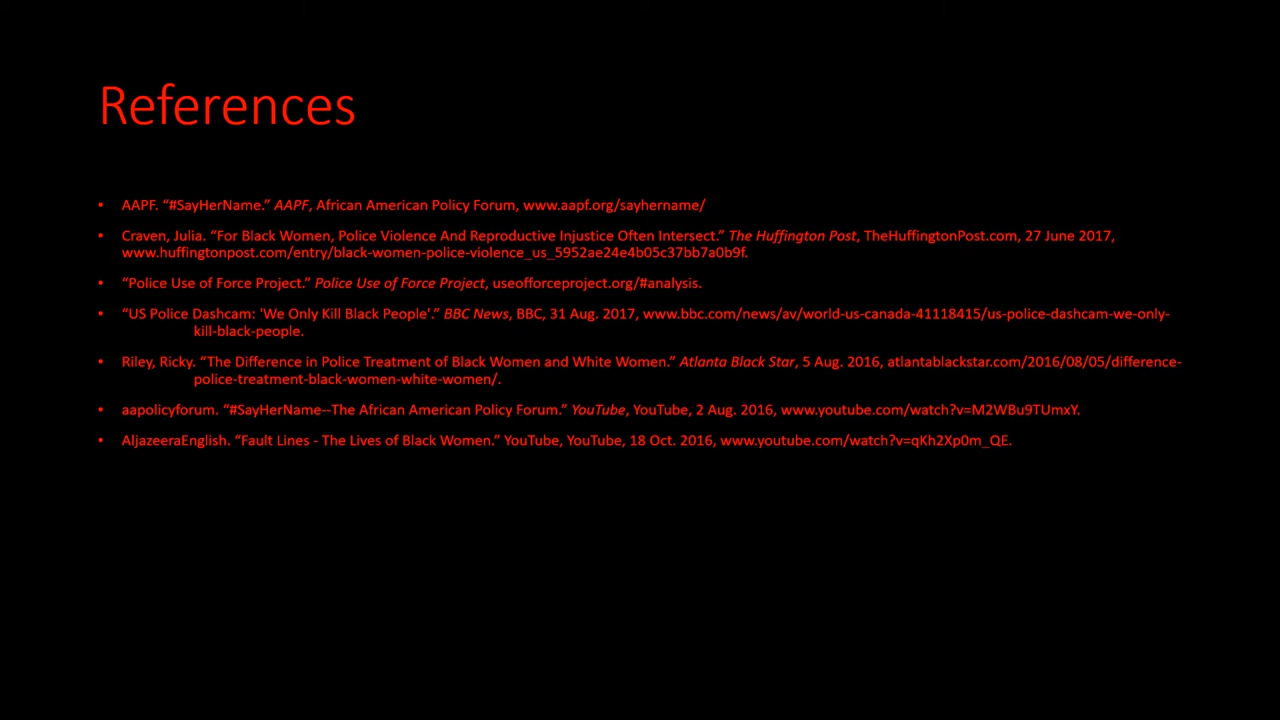 References
• AAPF. “#SayHerName.” AAPF, African American Policy Forum, www.aapf.org/sayhername/
• Craven, Julia. “For Black Women, Police Violence And Reproductive Injustice Often Intersect.” The Huffington Post, TheHuffingtonPost.com, 27 June 2017,
www.huffingtonpost.com/entry/black-women-police-violence_us_5952ae24e4b05c37bb7a0b9f.
• “Police Use of Force Project.” Police Use of Force Project, useofforceproject.org/#analysis.
• “US Police Dashcam: 'We Only Kill Black People'.” BBC News, BBC, 31 Aug. 2017, www.bbc.com/news/av/world-us-canada-41118415/us-police-dashcam-we-only-
kill-black-people.
• Riley, Ricky. “The Difference in Police Treatment of Black Women and White Women.” Atlanta Black Star, 5 Aug. 2016, atlantablackstar.com/2016/08/05/difference-
police-treatment-black-women-white-women/.
• aapolicyforum. “#SayHerName--The African American Policy Forum.” YouTube, YouTube, 2 Aug. 2016, www.youtube.com/watch?v=M2WBu9TUmxY.
• AljazeeraEnglish. “Fault Lines - The Lives of Black Women.” YouTube, YouTube, 18 Oct. 2016, www.youtube.com/watch?v=qKh2Xp0m_QE.